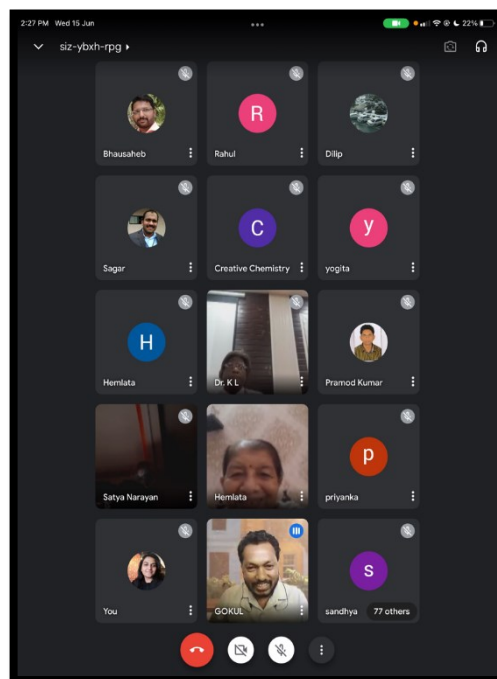 2:27 PM Wed 15 Jun
22%
siz-ybxh-rpg
Bhausaheb
R
Rahul
Dilip
Sagar
C
Creative Chemistry
y
yogita
H
Hemlata
Dr. K L
Pramod Kumar
Satya Narayan
Hemlata
p
priyanka
You
GOKUL
s
sandhya
77 others